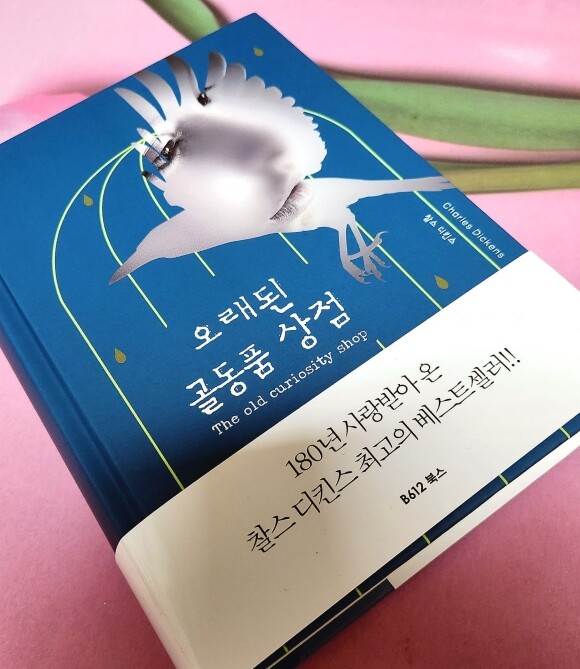 Charles Dickens
찰스 디킨스
오래된
골동품 상점
The old curiosity shop
180년 사랑받아 온
찰스 디킨스 최고의 베스트셀러!!
B612 북스